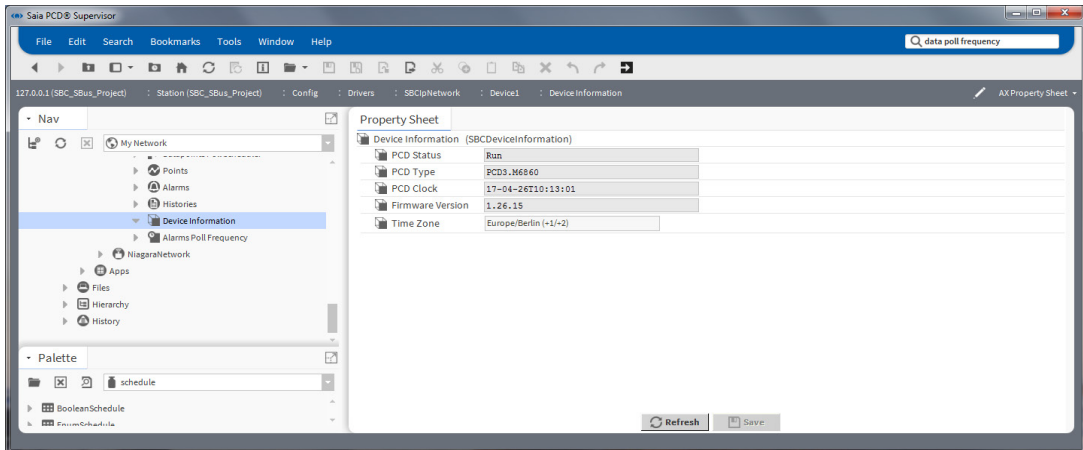 Saia PCD® Supervisor
File Edit Search Bookmarks Tools Window Help
data poll frequency
127.0.0.1 (SBC_SBus_Project) : Station (SBC_SBus_Project) : Config : Drivers : SBCIpNetwork : Device1 : Device Information
AX Property Sheet
Nav
My Network
Points
Alarms
Histories
Device Information
Alarms Poll Frequency
NiagaraNetwork
Apps
Files
Hierarchy
History
Palette
schedule
BooleanSchedule
EnumSchedule
Property Sheet
Device Information (SBCDeviceInformation)
PCD Status Run
PCD Type PCD3.M6860
PCD Clock 17-04-26T10:13:01
Firmware Version 1.26.15
Time Zone Europe/Berlin (+1/+2)
Refresh Save